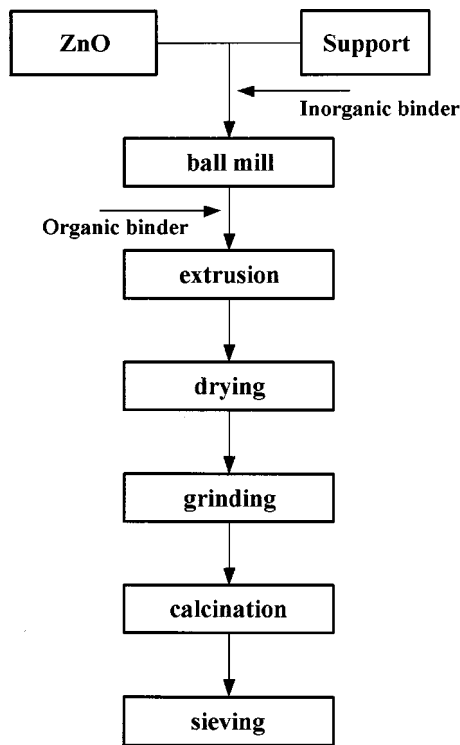 ZnO
Support
Inorganic binder
ball mill
Organic binder
extrusion
drying
grinding
calcination
sieving